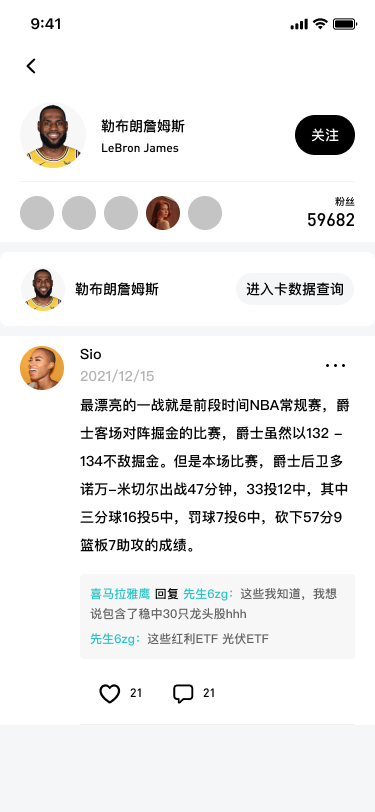 9:41
勒布朗詹姆斯
LeBron James
关注
粉丝
59682
勒布朗詹姆斯
进入卡数据查询
Sio
2021/12/15
最漂亮的一战就是前段时间NBA常规赛，爵
士客场对阵掘金的比赛，爵士虽然以132 -
134不敌掘金。但是本场比赛，爵士后卫多
诺万-米切尔出战47分钟，33投12中，其中
三分球16投5中，罚球7投6中，砍下57分9
篮板7助攻的成绩。
喜马拉雅鹰 回复 先生6zg：这些我知道，我想
说包含了稳中30只龙头股hhh
先生6zg：这些红利ETF 光伏ETF
21
21